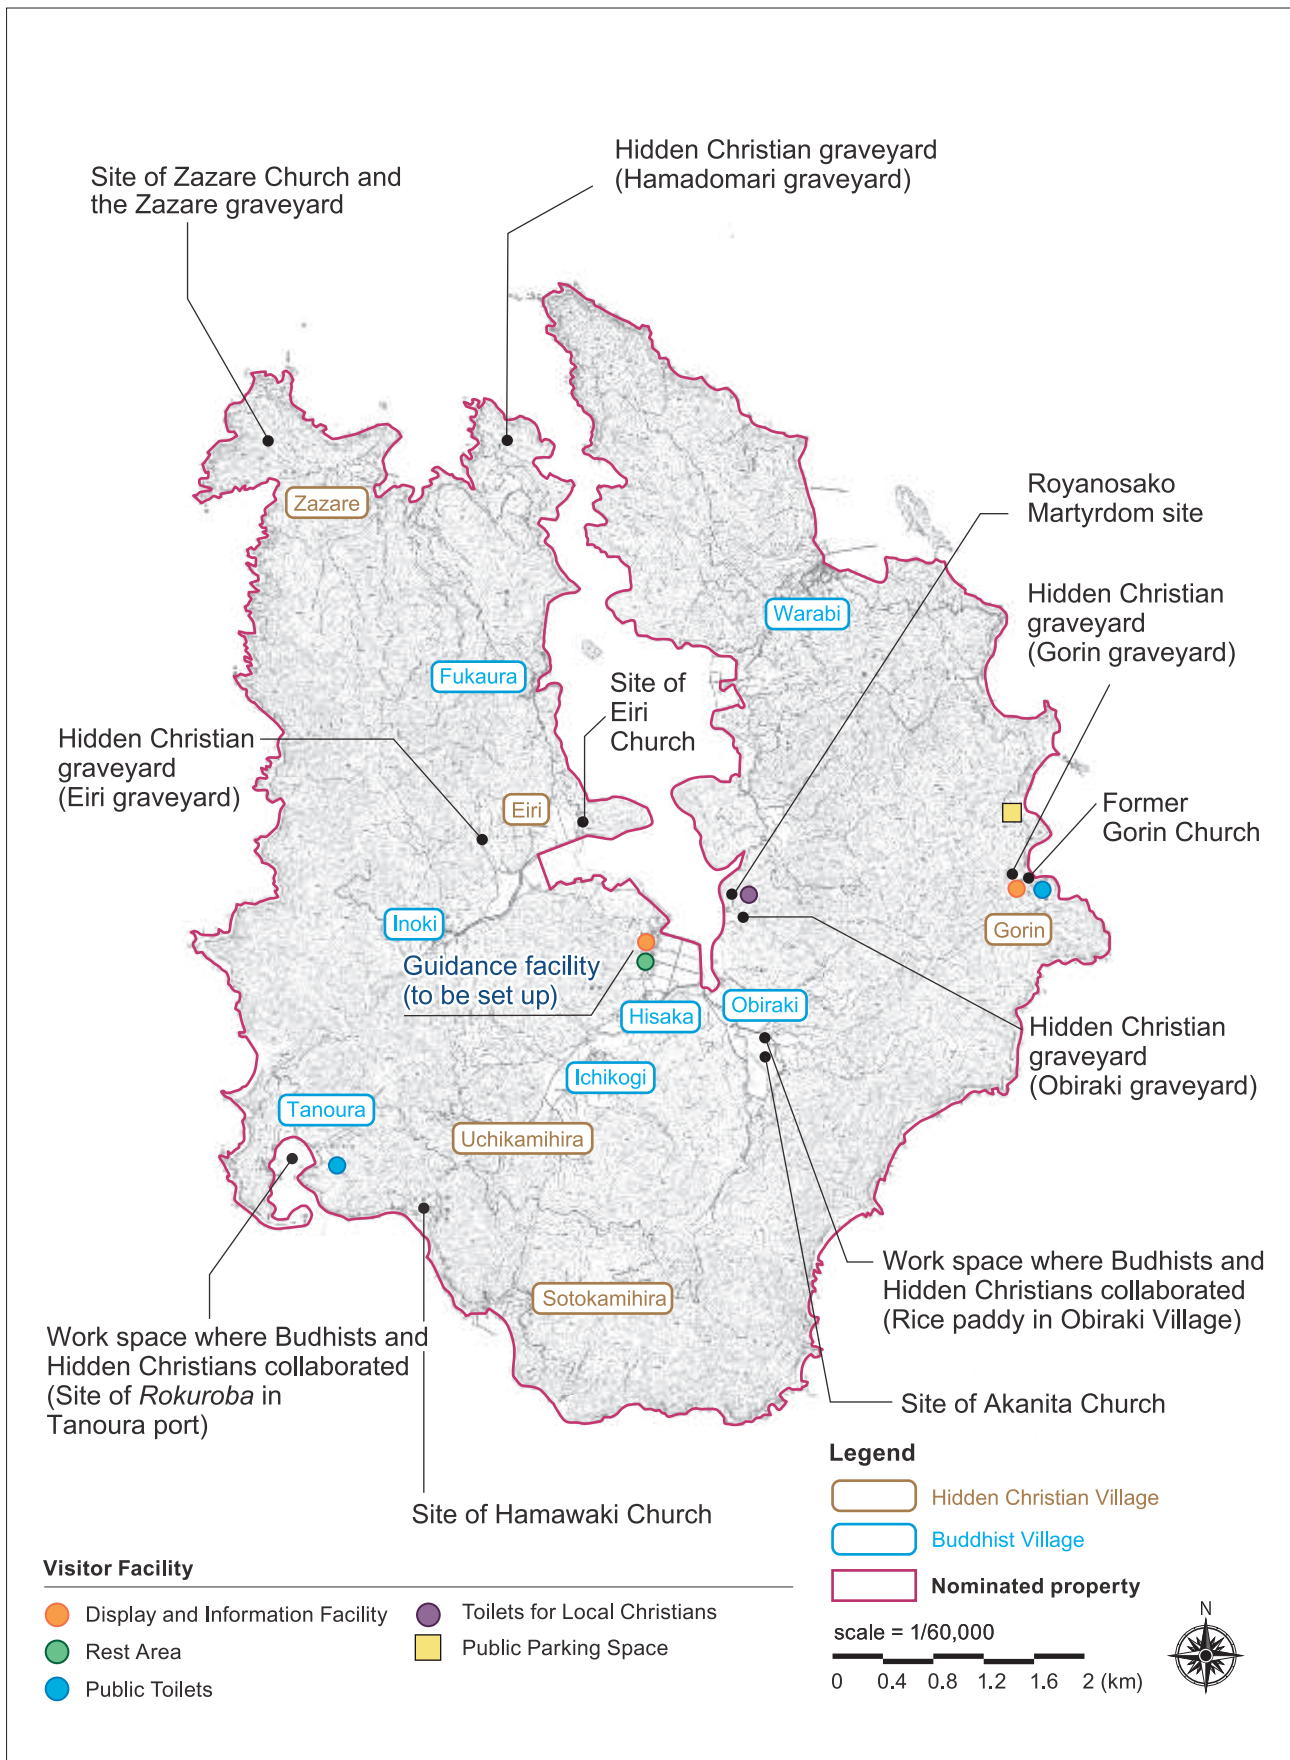 Hidden Christian graveyard
(Hamadomari graveyard)
Site of Zazare Church and
the Zazare graveyard
Zazare
Royanosako
Martyrdom site
Hidden Christian
graveyard
(Gorin graveyard)
Warabi
Fukaura
Site of
Eiri
Church
Hidden Christian
graveyard
(Eiri graveyard)
Eiri
Former
Gorin Church
Inoki
Gorin
Guidance facility
(to be set up)
Hisaka
Obiraki
Hidden Christian
graveyard
(Obiraki graveyard)
Ichikogi
Tanoura
Uchikamihira
Sotokamihira
Work space where Budhists and
Hidden Christians collaborated
(Rice paddy in Obiraki Village)
Work space where Budhists and
Hidden Christians collaborated
(Site of Rokuroba in
Tanoura port)
Site of Akanita Church
Site of Hamawaki Church
Legend
Hidden Christian Village
Buddhist Village
Nominated property
scale = 1/60,000
0 0.4 0.8 1.2 1.6 2 (km)
N
Visitor Facility
Display and Information Facility
Rest Area
Public Toilets
Toilets for Local Christians
Public Parking Space